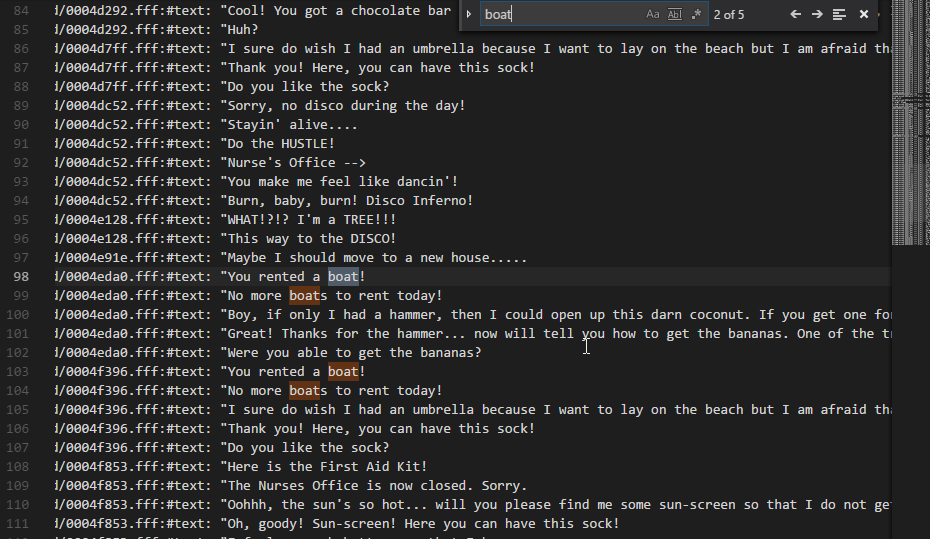 boat Aa Abl .* 2 of 5
84 d/0004d292.fff:#text: "Cool! You got a chocolate bar
85 d/0004d292.fff:#text: "Huh?
86 d/0004d7ff.fff:#text: "I sure do wish I had an umbrella because I want to lay on the beach but I am afraid tha
87 d/0004d7ff.fff:#text: "Thank you! Here, you can have this sock!
88 d/0004d7ff.fff:#text: "Do you like the sock?
89 d/0004dc52.fff:#text: "Sorry, no disco during the day!
90 d/0004dc52.fff:#text: "Stayin' alive....
91 d/0004dc52.fff:#text: "Do the HUSTLE!
92 d/0004dc52.fff:#text: "Nurse's Office -->
93 d/0004dc52.fff:#text: "You make me feel like dancin'!
94 d/0004dc52.fff:#text: "Burn, baby, burn! Disco Inferno!
95 d/0004e128.fff:#text: "WHAT!?!? I'm a TREE!!!
96 d/0004e128.fff:#text: "This way to the DISCO!
97 d/0004e91e.fff:#text: "Maybe I should move to a new house.....
98 d/0004eda0.fff:#text: "You rented a boat!
99 d/0004eda0.fff:#text: "No more boats to rent today!
100 d/0004eda0.fff:#text: "Boy, if only I had a hammer, then I could open up this darn coconut. If you get one fo
101 d/0004eda0.fff:#text: "Great! Thanks for the hammer... now will tell you how to get the bananas. One of the t
102 d/0004eda0.fff:#text: "Were you able to get the bananas?
103 d/0004f396.fff:#text: "You rented a boat!
104 d/0004f396.fff:#text: "No more boats to rent today!
105 d/0004f396.fff:#text: "I sure do wish I had an umbrella because I want to lay on the beach but I am afraid tha
106 d/0004f396.fff:#text: "Thank you! Here, you can have this sock!
107 d/0004f396.fff:#text: "Do you like the sock?
108 d/0004f853.fff:#text: "Here is the First Aid Kit!
109 d/0004f853.fff:#text: "The Nurses Office is now closed. Sorry.
110 d/0004f853.fff:#text: "Oohhh, the sun's so hot... will you please find me some sun-screen so that I do not ge
111 d/0004f853.fff:#text: "Oh, goody! Sun-screen! Here you can have this sock!